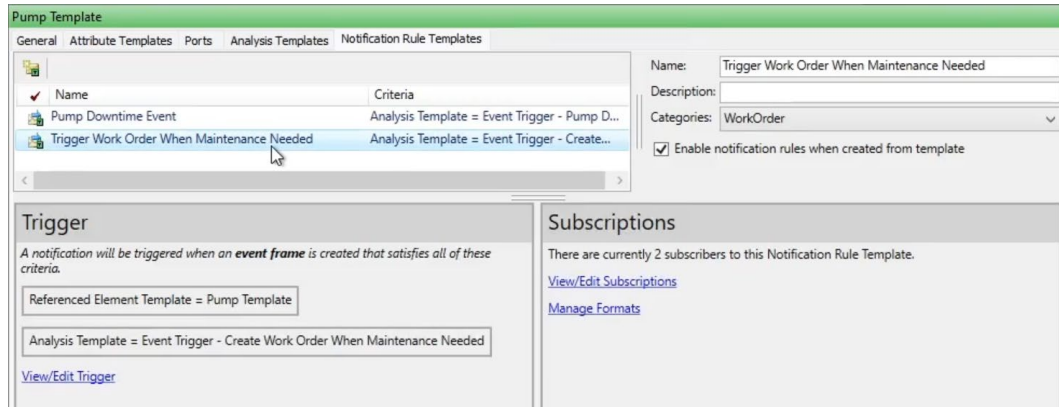 Pump Template
General Attribute Templates Ports Analysis Templates Notification Rule Templates
Name Criteria
Pump Downtime Event Analysis Template = Event Trigger - Pump D...
Trigger Work Order When Maintenance Needed Analysis Template = Event Trigger - Create...
Name: Trigger Work Order When Maintenance Needed
Description:
Categories: WorkOrder
Enable notification rules when created from template
Trigger
A notification will be triggered when an event frame is created that satisfies all of these
criteria.
Referenced Element Template = Pump Template
Analysis Template = Event Trigger - Create Work Order When Maintenance Needed
View/Edit Trigger
Subscriptions
There are currently 2 subscribers to this Notification Rule Template.
View/Edit Subscriptions
Manage Formats